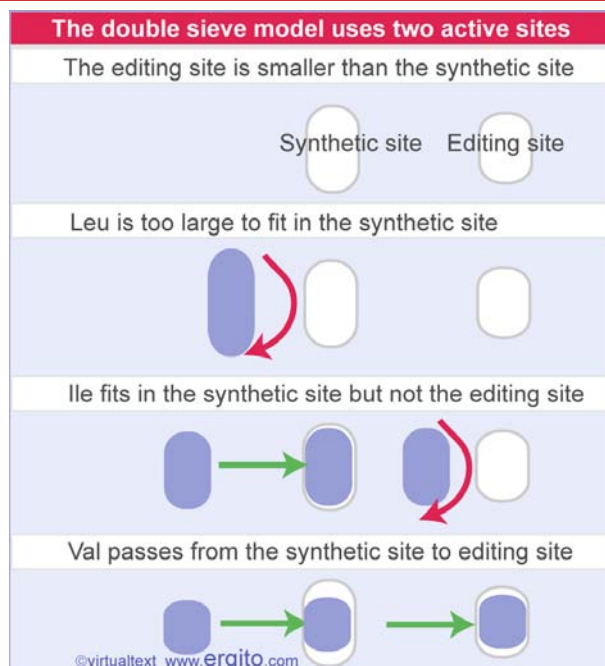 The double sieve model uses two active sites
The editing site is smaller than the synthetic site
Synthetic site Editing site
Leu is too large to fit in the synthetic site
Ile fits in the synthetic site but not the editing site
Val passes from the synthetic site to editing site
©virtualtext www.ergito.com